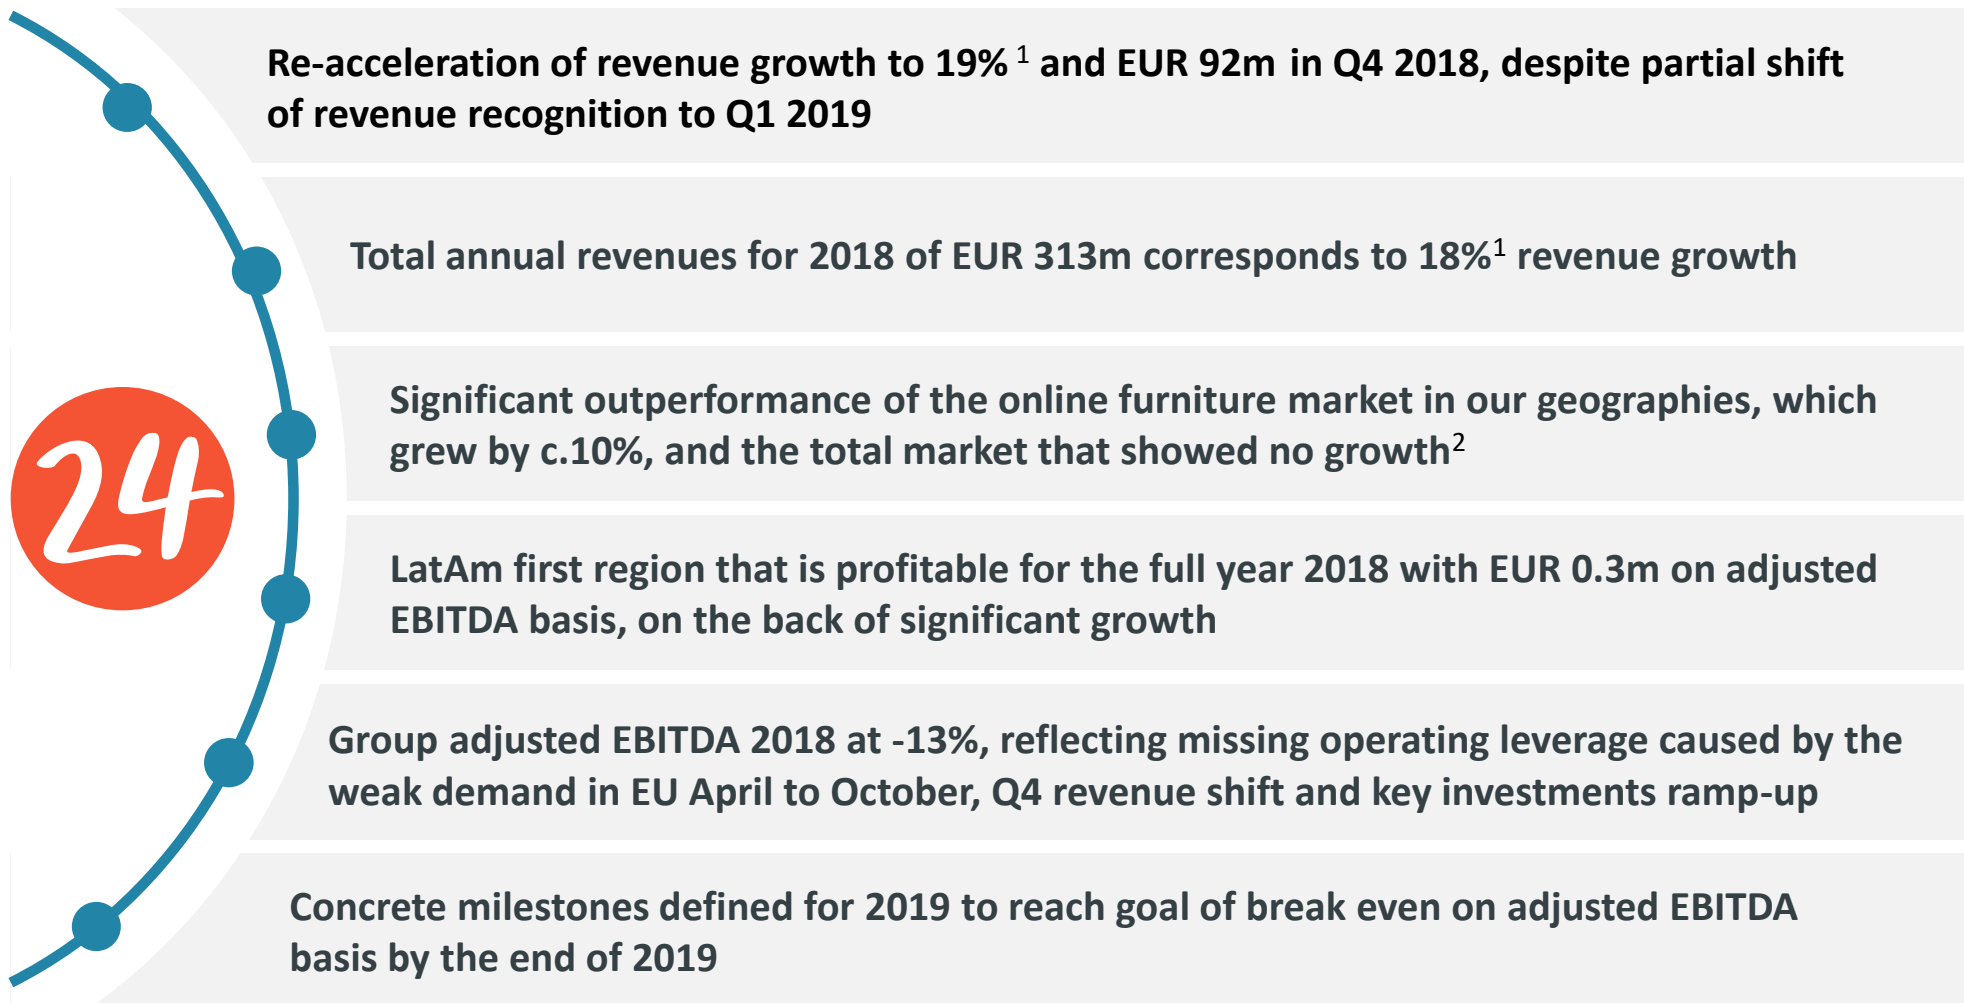 Re-acceleration of revenue growth to 19% 1 and EUR 92m in Q4 2018, despite partial shift
of revenue recognition to Q1 2019
Total annual revenues for 2018 of EUR 313m corresponds to 18%1 revenue growth
Significant outperformance of the online furniture market in our geographies, which
grew by c.10%, and the total market that showed no growth2
24
LatAm first region that is profitable for the full year 2018 with EUR 0.3m on adjusted
EBITDA basis, on the back of significant growth
Group adjusted EBITDA 2018 at -13%, reflecting missing operating leverage caused by the
weak demand in EU April to October, Q4 revenue shift and key investments ramp-up
Concrete milestones defined for 2019 to reach goal of break even on adjusted EBITDA
basis by the end of 2019